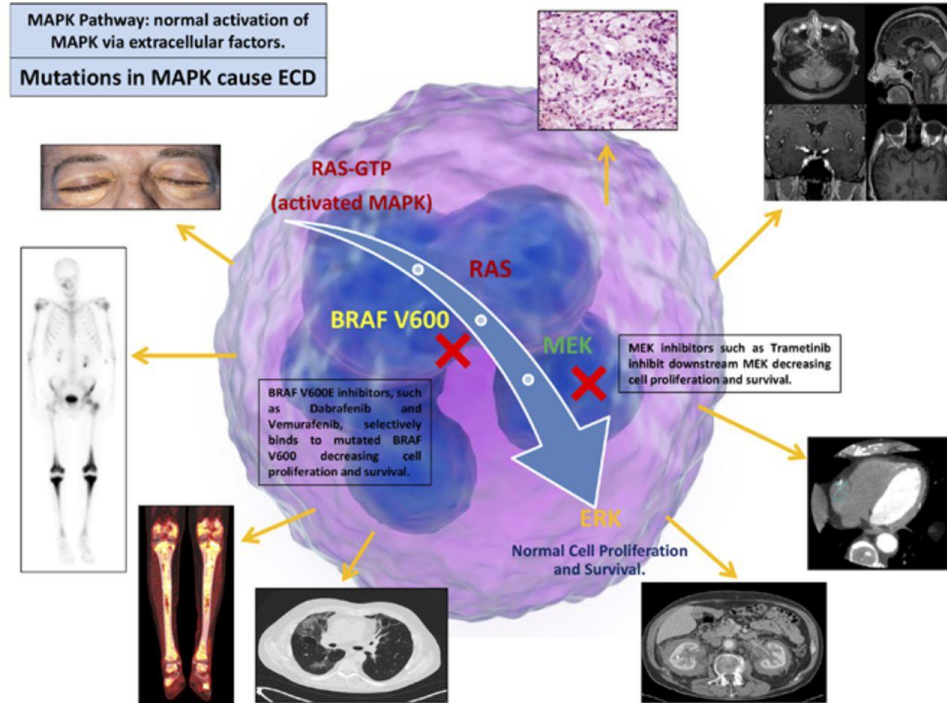 MAPK Pathway: normal activation of
MAPK via extracellular factors.
Mutations in MAPK cause ECD
RAS-GTP
(activated MAPK)
RAS
BRAF V600
MEK
MEK inhibitors such as Trametinib
inhibit downstream MEK decreasing
cell proliferation and survival.
BRAF V600E inhibitors, such
as Dabrafenib and
Vemurafenib, selectively
binds to mutated BRAF
V600 decreasing cell
proliferation and survival.
ERK
Normal Cell Proliferation
and Survival.